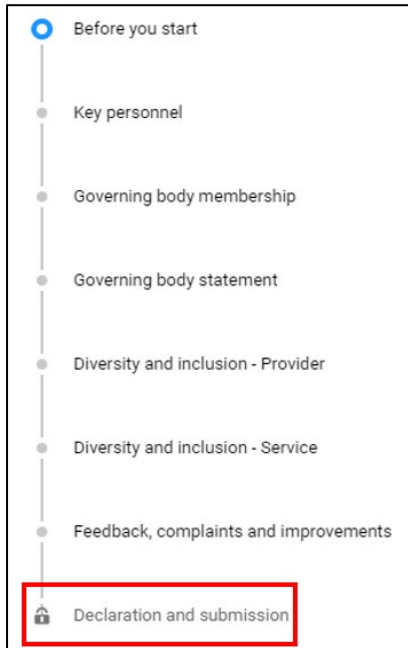 Before you start
Key personnel
Governing body membership
Governing body statement
Diversity and inclusion - Provider
Diversity and inclusion - Service
Feedback, complaints and improvements
Declaration and submission